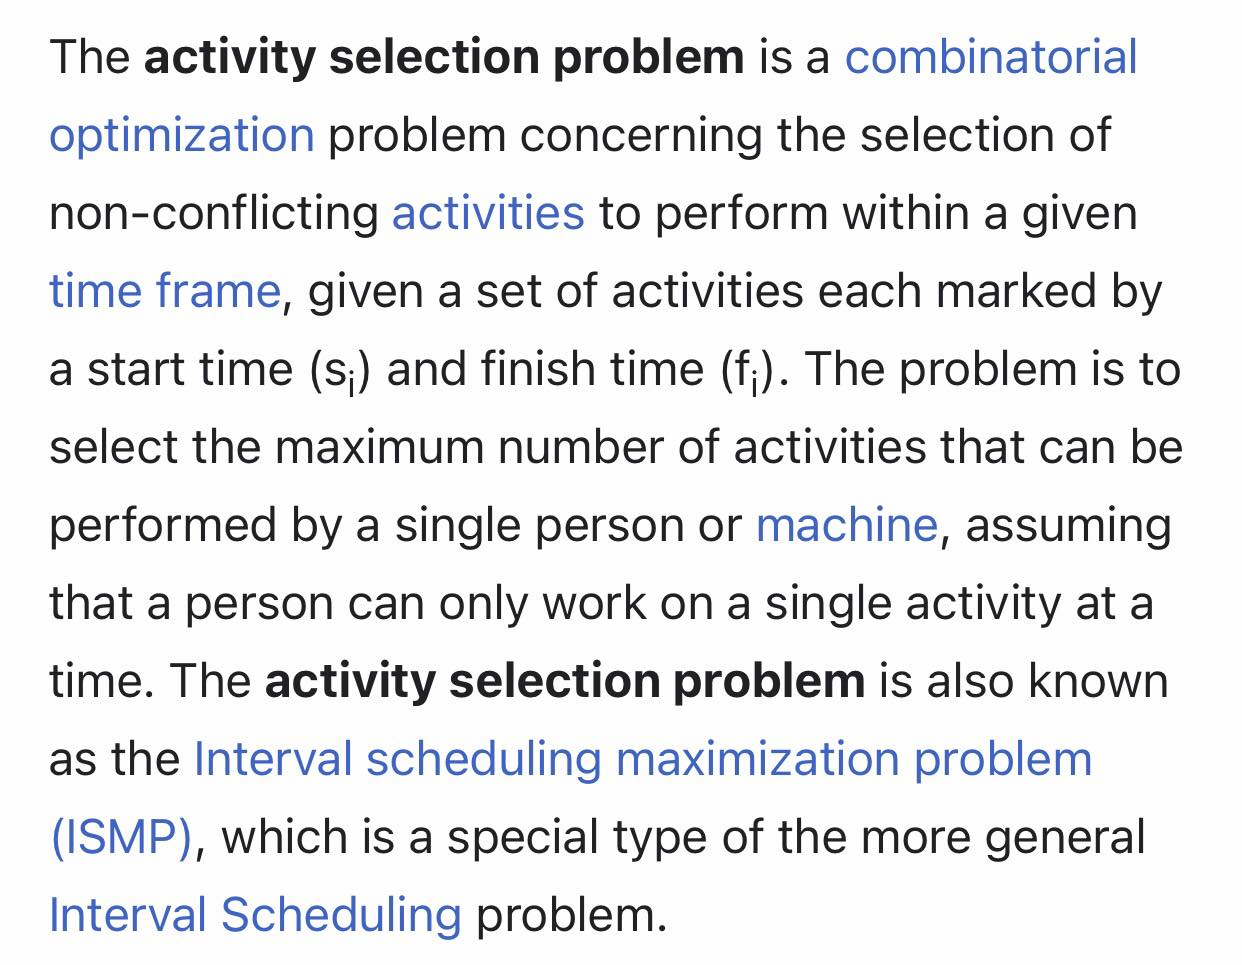 The activity selection problem is a combinatorial
optimization problem concerning the selection of
non-conflicting activities to perform within a given
time frame, given a set of activities each marked by
a start time (si) and finish time (fi). The problem is to
select the maximum number of activities that can be
performed by a single person or machine, assuming
that a person can only work on a single activity at a
time. The activity selection problem is also known
as the Interval scheduling maximization problem
(ISMP), which is a special type of the more general
Interval Scheduling problem.